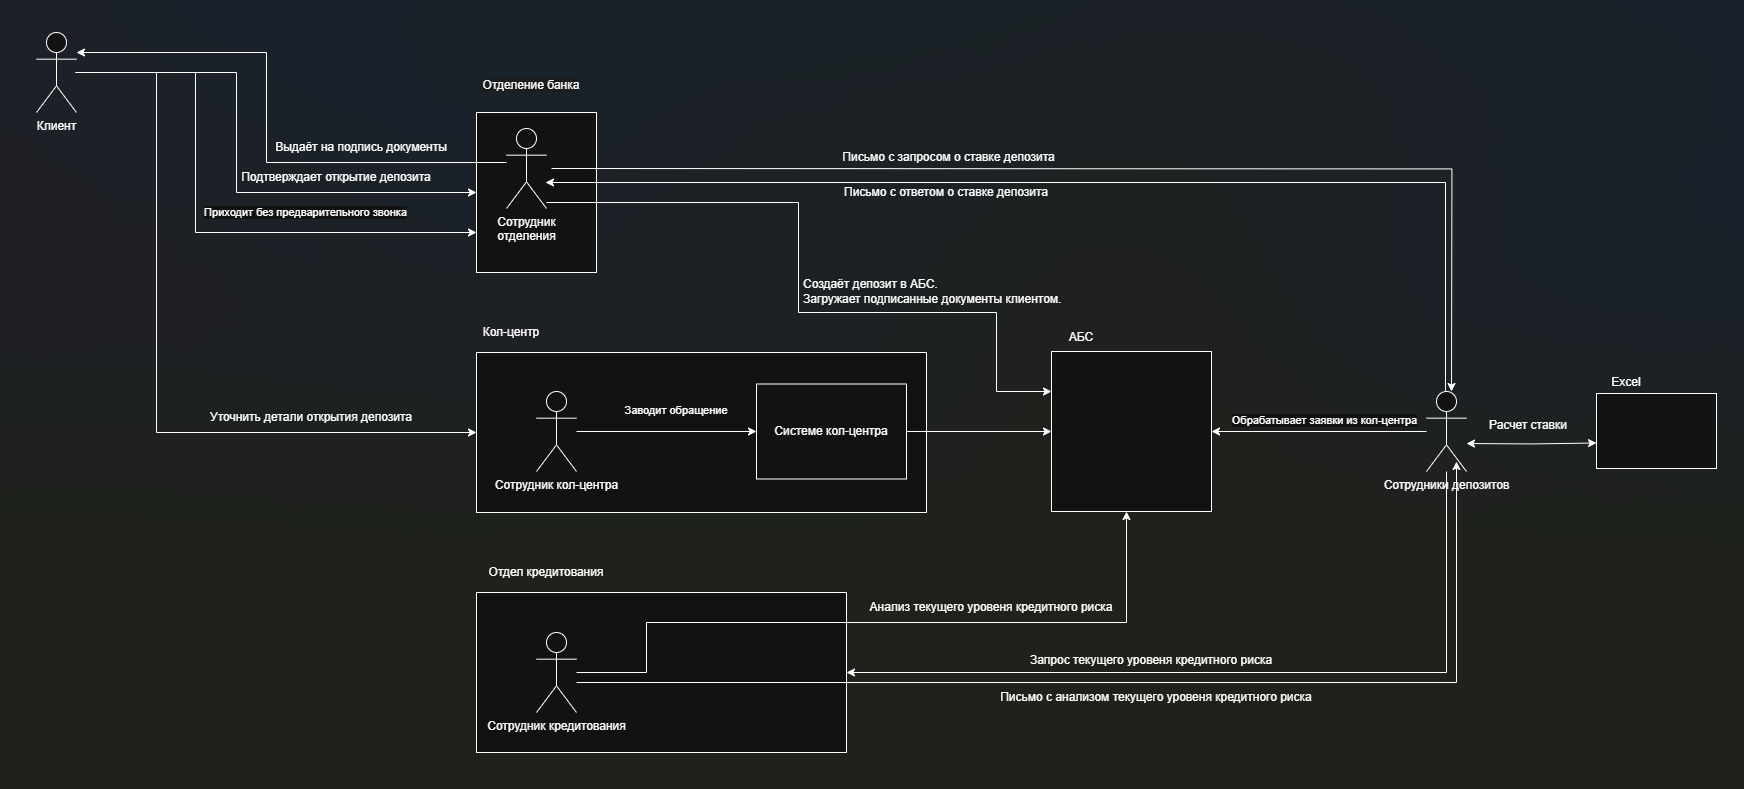 Клиент
Отделение банка
Выдаёт на подпись документы
Подтверждает открытие депозита
Приходит без предварительного звонка
Сотрудник
отделения
Письмо с запросом о ставке депозита
Письмо с ответом о ставке депозита
Создаёт депозит в АБС.
Загружает подписанные документы клиентом.
Кол-центр
АБС
Уточнить детали открытия депозита
Заводит обращение
Системе кол-центра
Сотрудник кол-центра
Обрабатывает заявки из кол-центра
Сотрудники депозитов
Расчет ставки
Excel
Отдел кредитования
Анализ текущего уровеня кредитного риска
Запрос текущего уровеня кредитного риска
Письмо с анализом текущего уровеня кредитного риска
Сотрудник кредитования